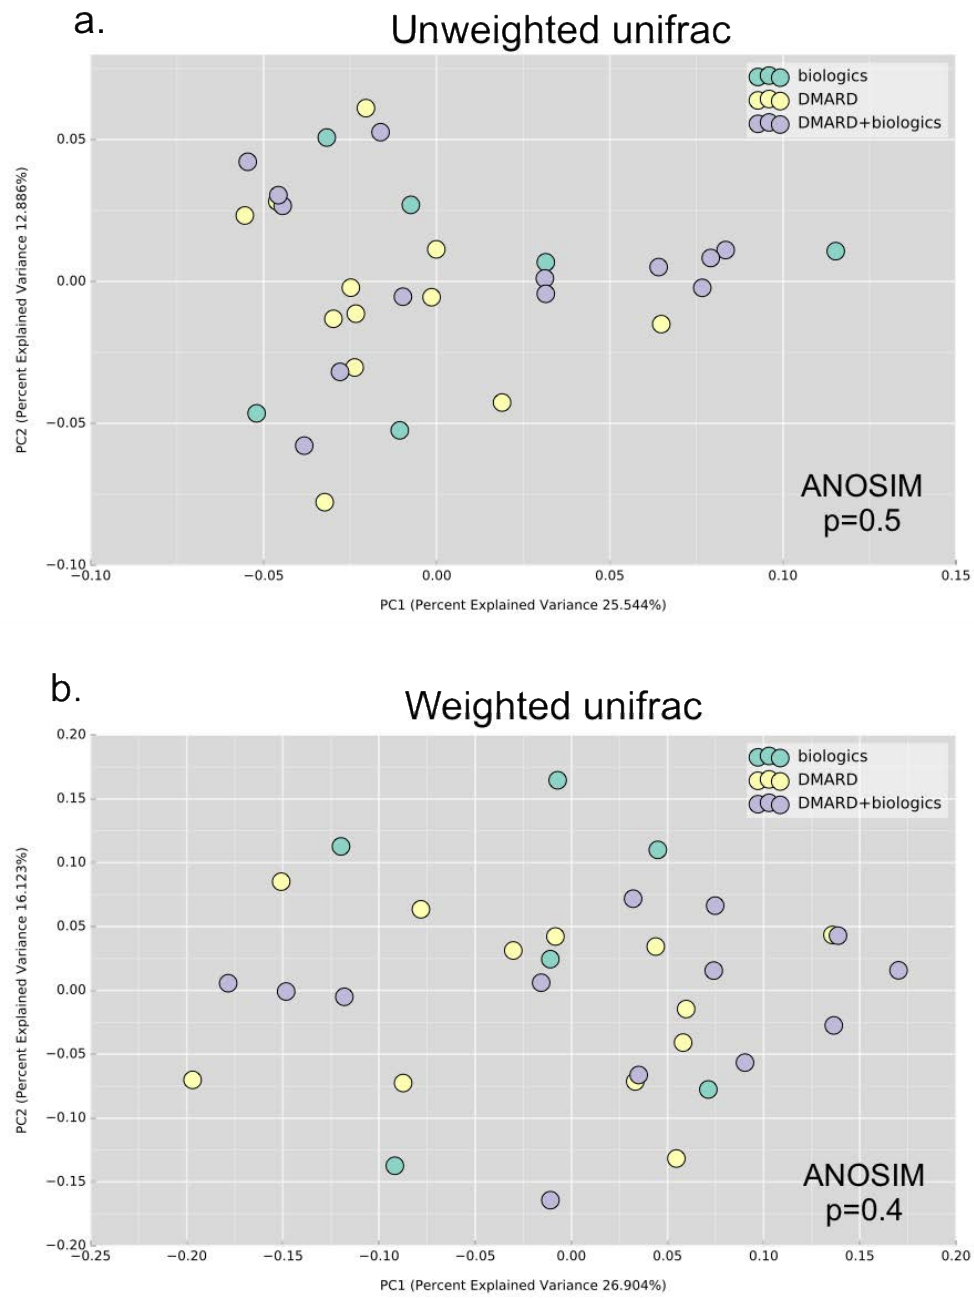 a.
Unweighted unifrac
biologics
DMARD
DMARD+biologics
0.05
0.00
−0.05
−0.10
PC2 (Percent Explained Variance 12.886%)
ANOSIM
p=0.5
−0.10 −0.05 0.00 0.05 0.10 0.15
PC1 (Percent Explained Variance 25.544%)
b.
Weighted unifrac
biologics
DMARD
DMARD+biologics
0.20
0.15
0.10
0.05
0.00
−0.05
−0.10
−0.15
−0.20
PC2 (Percent Explained Variance 16.123%)
ANOSIM
p=0.4
−0.25 −0.20 −0.15 −0.10 −0.05 0.00 0.05 0.10 0.15 0.20
PC1 (Percent Explained Variance 26.904%)